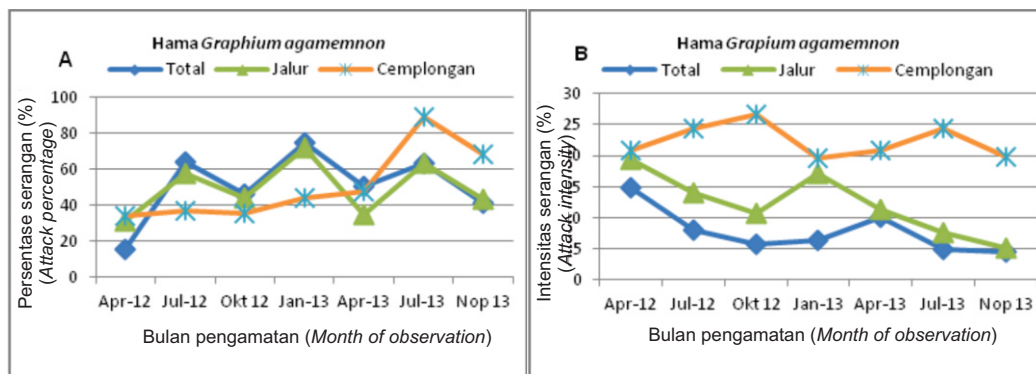 A
Hama Graphium agamemnon
Total Jalur Cemplongan
Persentase serangan (%)
(Attack percentage)
100
80
60
40
20
0
Apr-12 Jul-12 Okt 12 Jan-13 Apr-13 Jul-13 Nop 13
Bulan pengamatan (Month of observation)
B
Hama Grapium agamemnon
Total Jalur Cemplongan
Intensitas serangan (%)
(Attack intensity)
30
25
20
15
10
5
0
Apr-12 Jul-12 Okt 12 Jan-13 Apr-13 Jul-13 Nop 13
Bulan pengamatan (Month of observation)